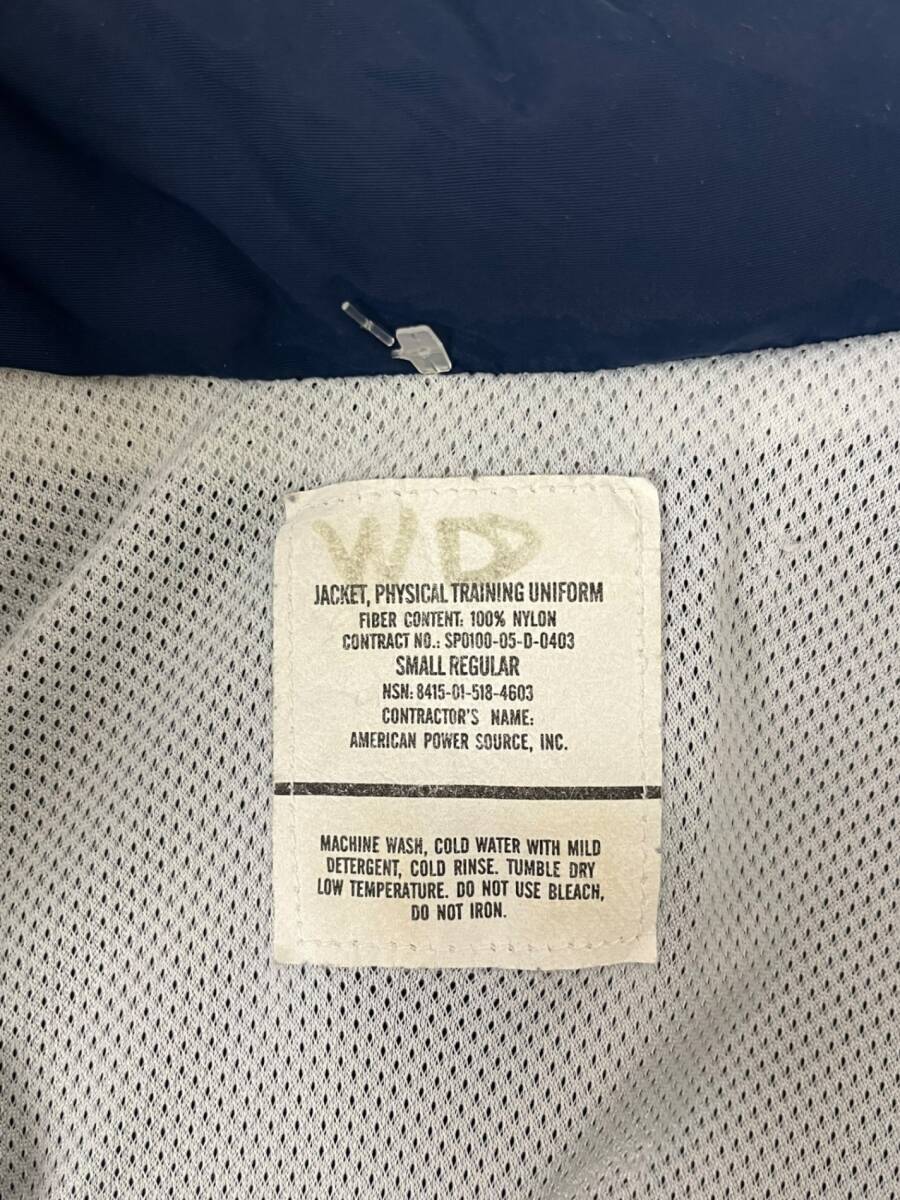 WD
JACKET, PHYSICAL TRAINING UNIFORM
FIBER CONTENT: 100% NYLON
CONTRACT NO.: SP0100-05-D-0403
SMALL REGULAR
NSN: 8415-01-518-4603
CONTRACTOR'S NAME:
AMERICAN POWER SOURCE, INC.
MACHINE WASH, COLD WATER WITH MILD
DETERGENT, COLD RINSE. TUMBLE DRY
LOW TEMPERATURE. DO NOT USE BLEACH,
DO NOT IRON.